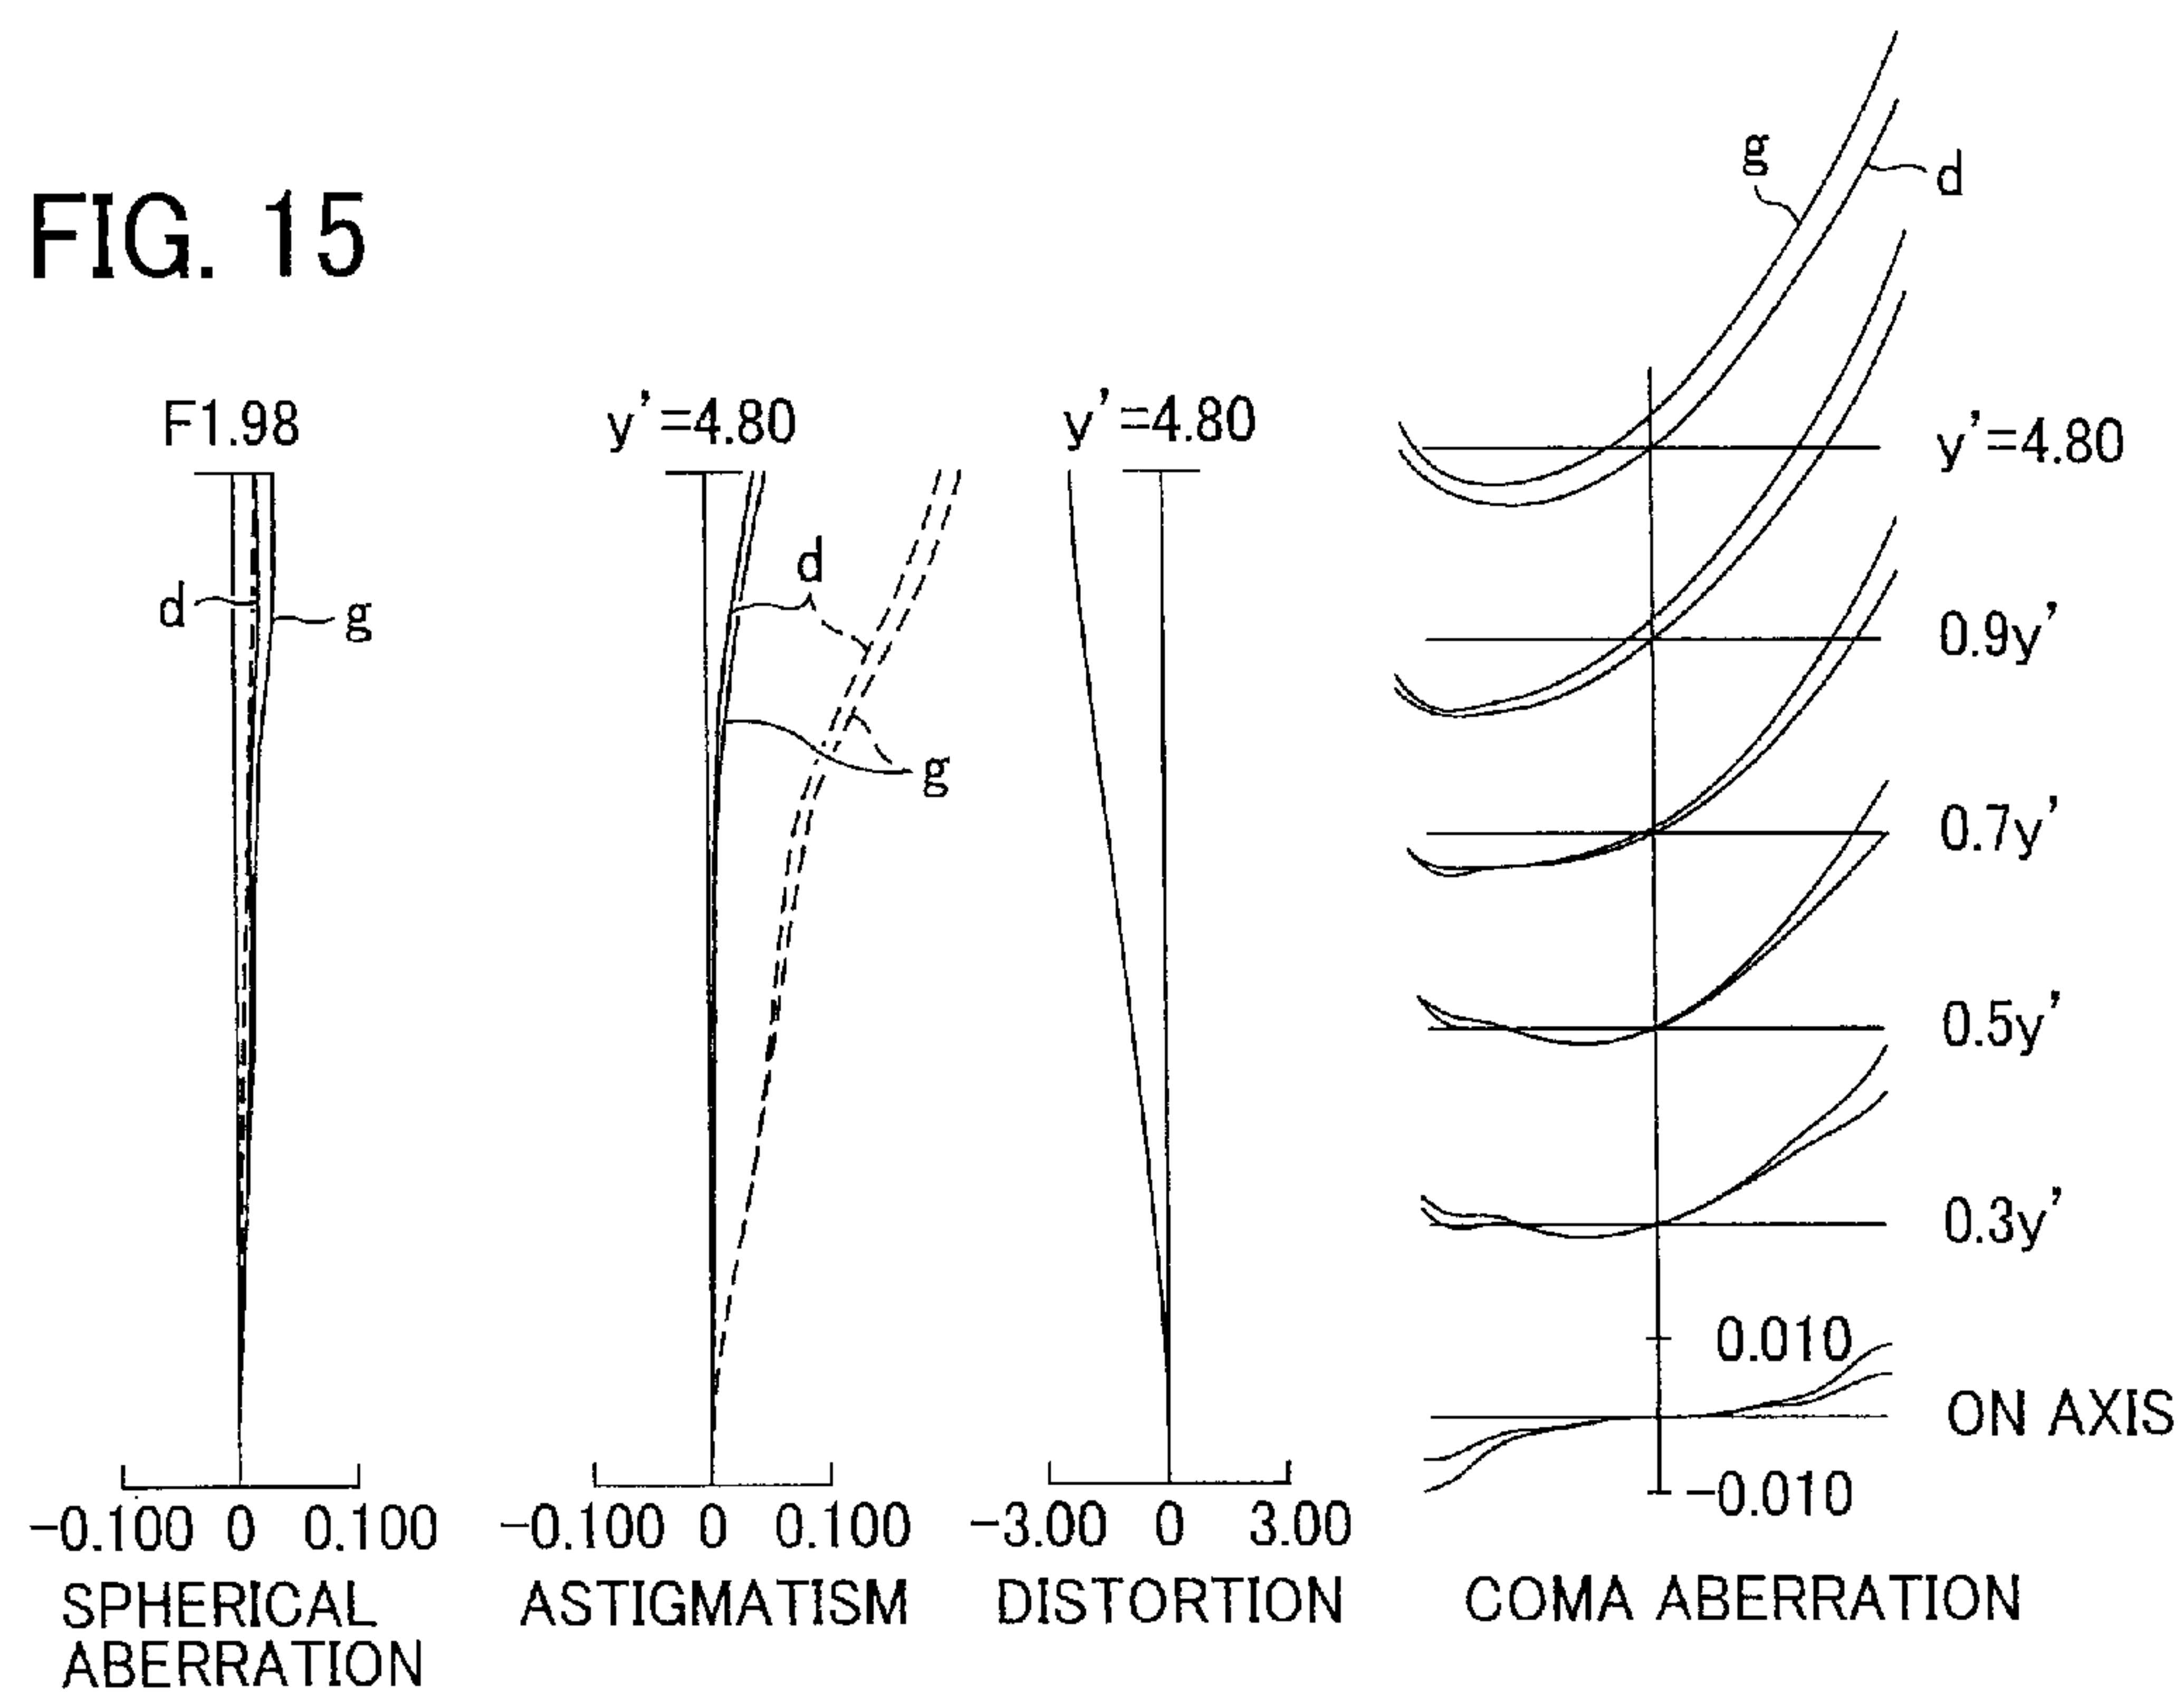 FIG. 15
F1.98
d
g
-0.100 0 0.100
SPHERICAL
ABERRATION
y'=4.80
d
g
-0.100 0 0.100
ASTIGMATISM
y'=4.80
-3.00 0 3.00
DISTORTION
g
d
y'=4.80
0.9y'
0.7y'
0.5y'
0.3y'
0.010
ON AXIS
-0.010
COMA ABERRATION